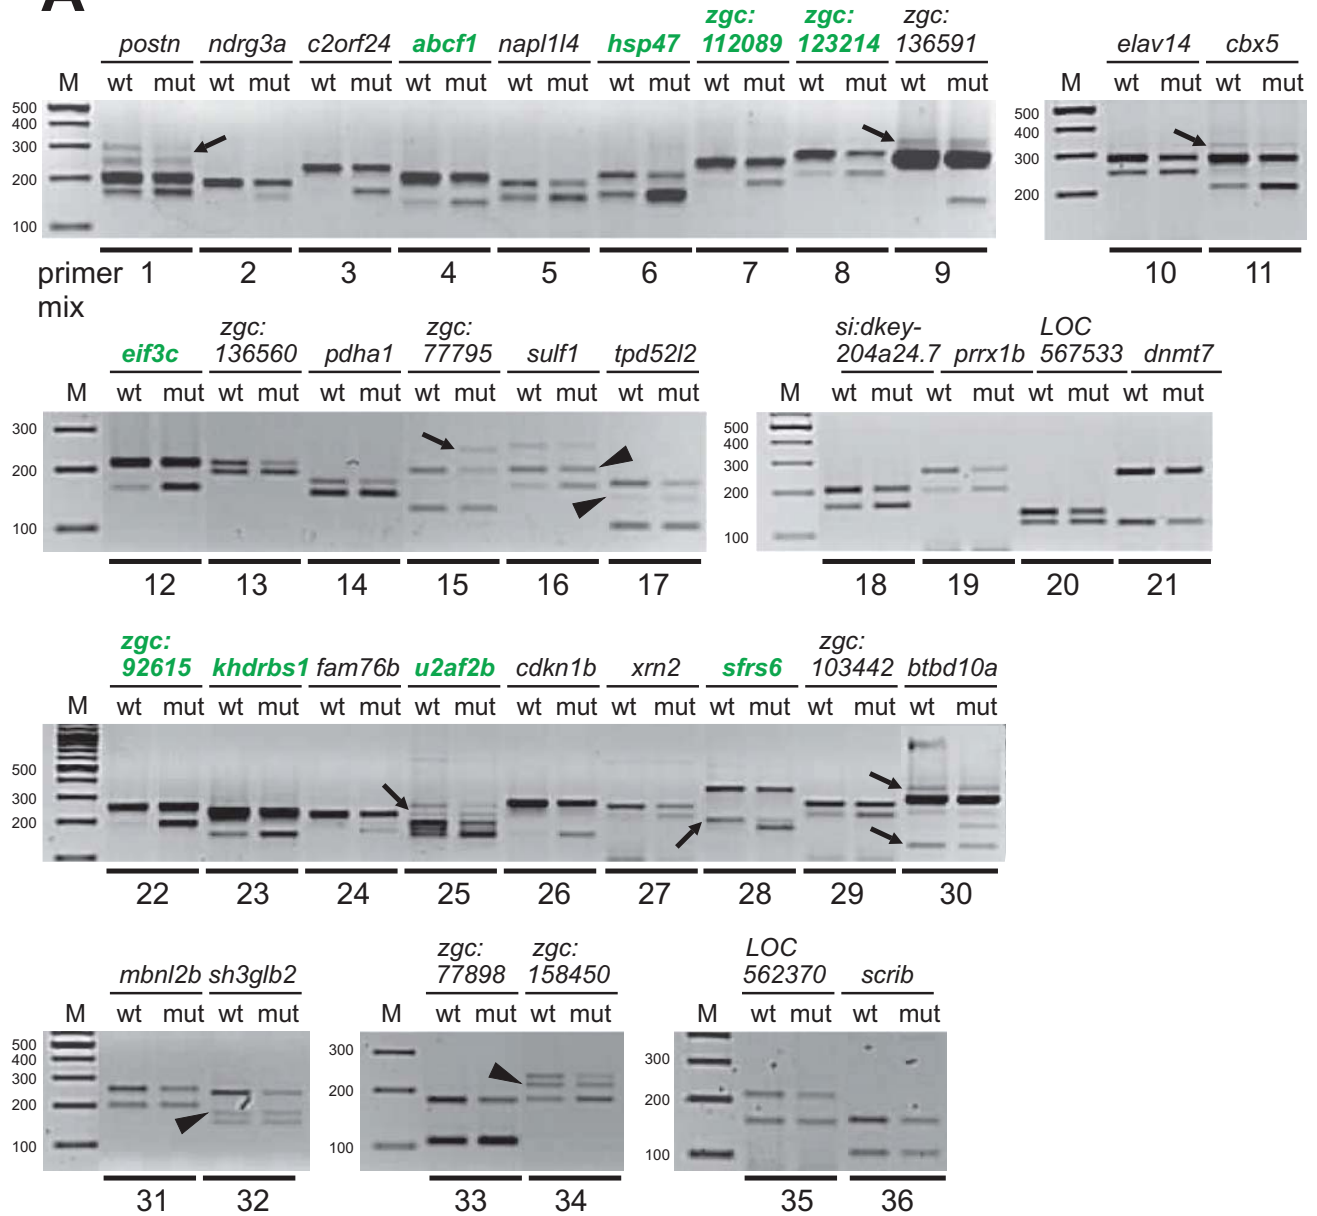 A
zgc: zgc: zgc:
postn ndrg3a c2orf24 abcf1 napl1l4 hsp47 112089 123214 136591 elav14 cbx5
M wt mut wt mut wt mut wt mut wt mut wt mut wt mut wt mut wt mut M wt mut wt mut
500 400 300 200 100 500 400 300 200
primer 1 2 3 4 5 6 7 8 9 10 11
mix
zgc: zgc: si:dkey- LOC
eif3c 136560 pdha1 77795 sulf1 tpd52l2 204a24.7 prrx1b 567533 dnmt7
M wt mut wt mut wt mut wt mut wt mut wt mut M wt mut wt mut wt mut wt mut
300 200 100 500 400 300 200 100
12 13 14 15 16 17 18 19 20 21
zgc: zgc:
92615 khdrbs1 fam76b u2af2b cdkn1b xrn2 sfrs6 103442 btbd10a
M wt mut wt mut wt mut wt mut wt mut wt mut wt mut wt mut wt mut
500 300 200
22 23 24 25 26 27 28 29 30
zgc: zgc: LOC
mbnl2b sh3glb2 77898 158450 562370 scrib
M wt mut wt mut M wt mut wt mut M wt mut wt mut
500 400 300 200 100 300 200 100 300 200 100
31 32 33 34 35 36